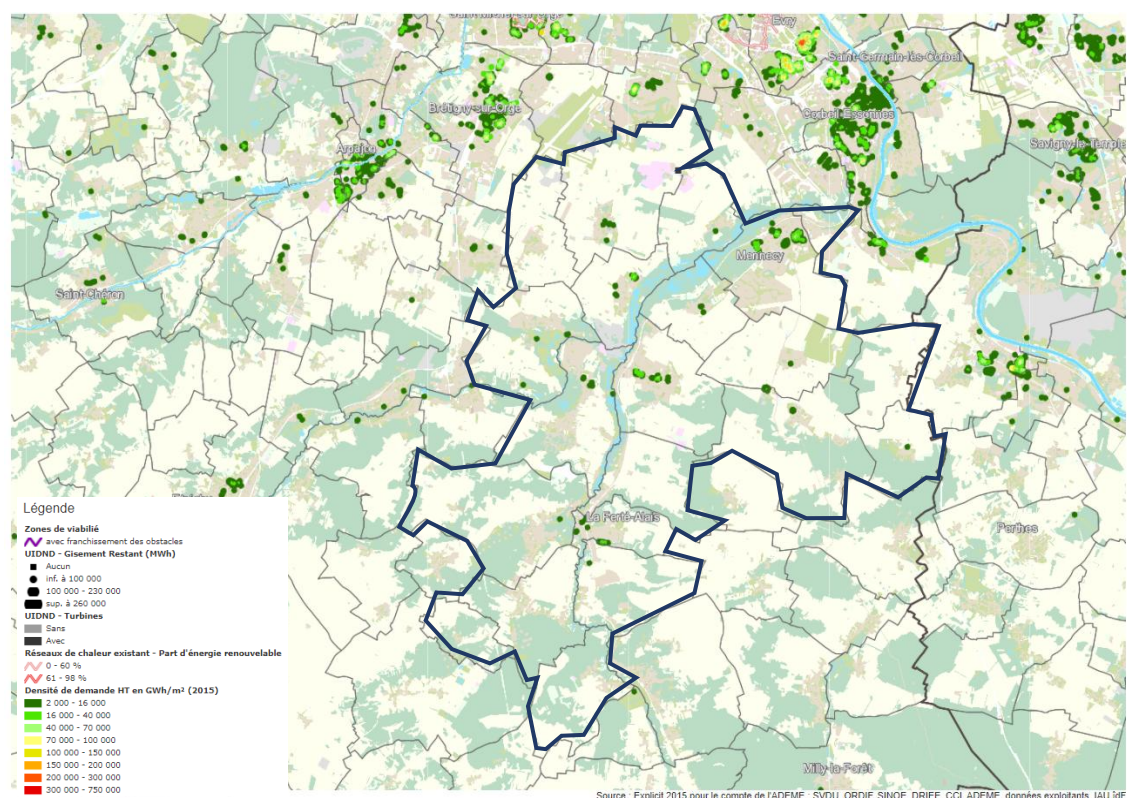 Evry
Saint-Germain-lès-Corbeil
Brétigny-sur-Orge
Corbeil-Essonnes
Arpajon
Savigny-le-Temple
Mennecy
Saint-Chéron
La Ferté-Alais
Perthes
Milly-la-Forêt
Légende
Zones de viabilié
avec franchissement des obstacles
UIDND - Gisement Restant (MWh)
Aucun
inf. à 100 000
100 000 - 230 000
sup. à 260 000
UIDND - Turbines
Sans
Avec
Réseaux de chaleur existant - Part d'énergie renouvelable
0 - 60 %
61 - 98 %
Densité de demande HT en GWh/m² (2015)
2 000 - 16 000
16 000 - 40 000
40 000 - 70 000
70 000 - 100 000
100 000 - 150 000
150 000 - 200 000
200 000 - 300 000
300 000 - 750 000
Source : Explicit 2015 pour le compte de l'ADEME ; SVDU, ORDIF, SINOE, DRIEE, CCI, ADEME, données exploitants, IAU îdF